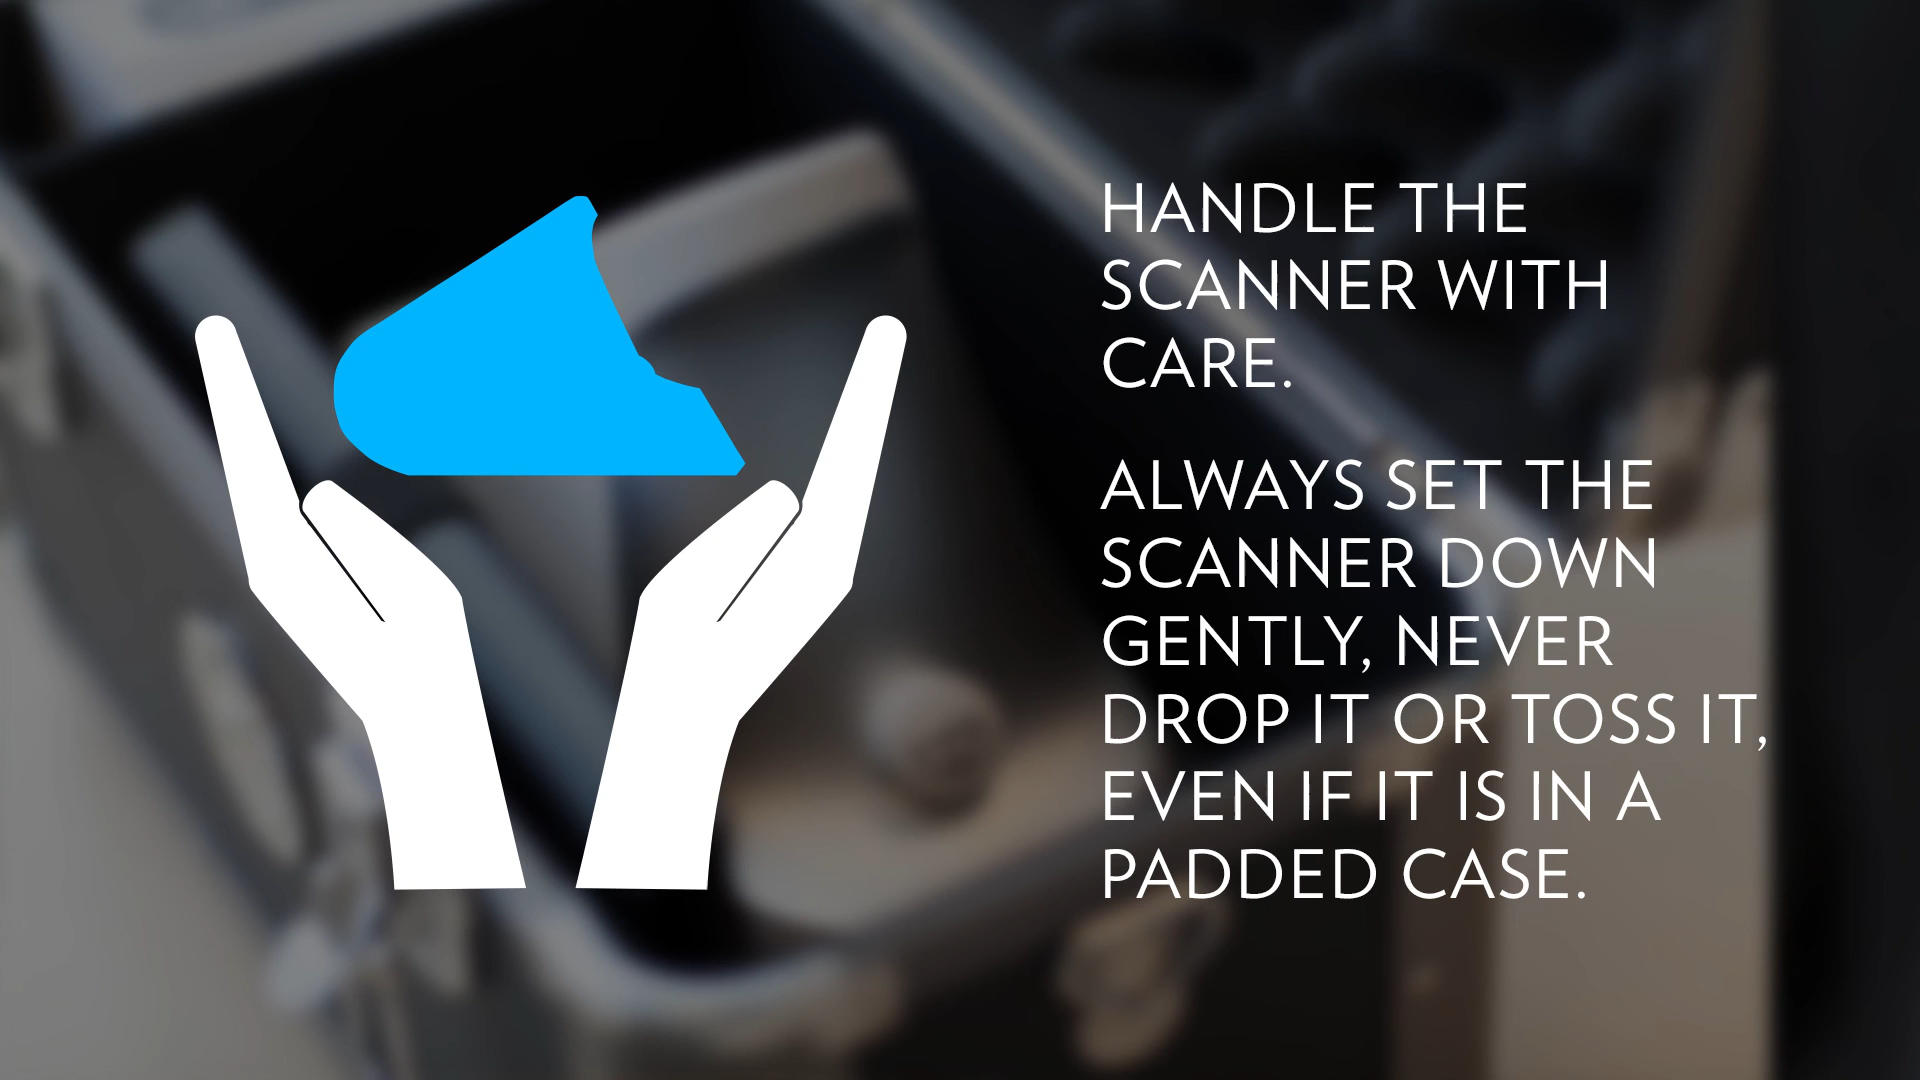 HANDLE THE
SCANNER WITH
CARE.
ALWAYS SET THE
SCANNER DOWN
GENTLY, NEVER
DROP IT OR TOSS IT,
EVEN IF IT IS IN A
PADDED CASE.